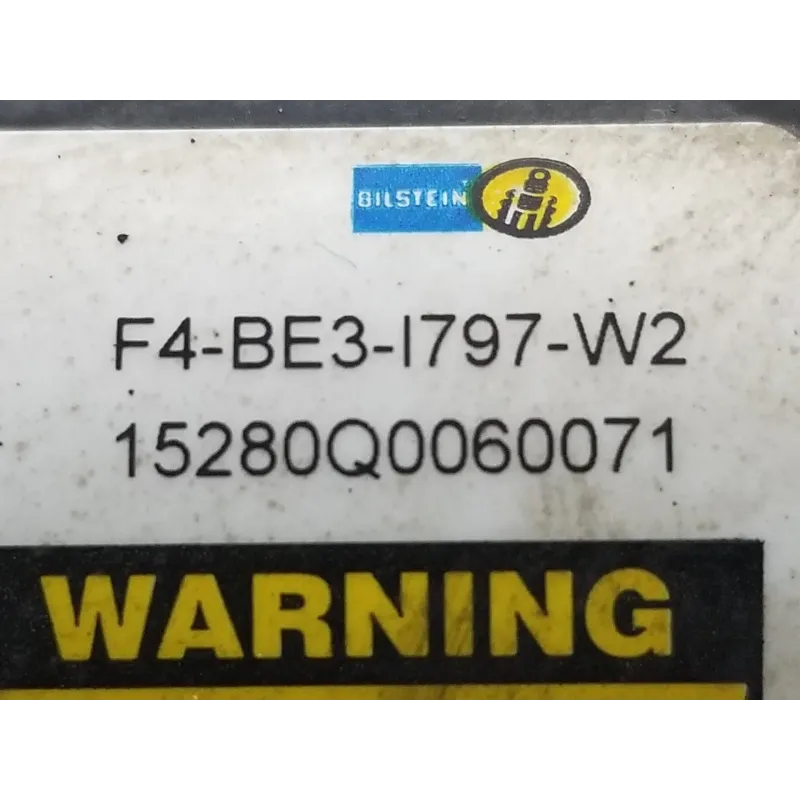 BILSTEIN
F4-BE3-I797-W2
15280Q0060071
WARNING